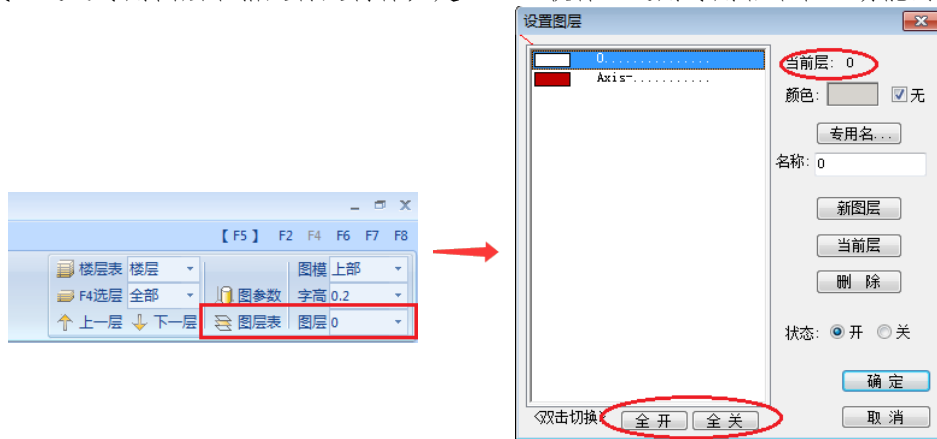 设置图层
0...............
Axis-...........
当前层: 0
颜色:
无
专用名...
名称: 0
新图层
当前层
删 除
状态: 开 关
确 定
取 消
<双击切换>
全 开
全 关
【F5】 F2 F4 F6 F7 F8
楼层表 楼层 图模 上部
F4选层 全部 图参数 字高 0.2
上一层 下一层 图层表 图层 0